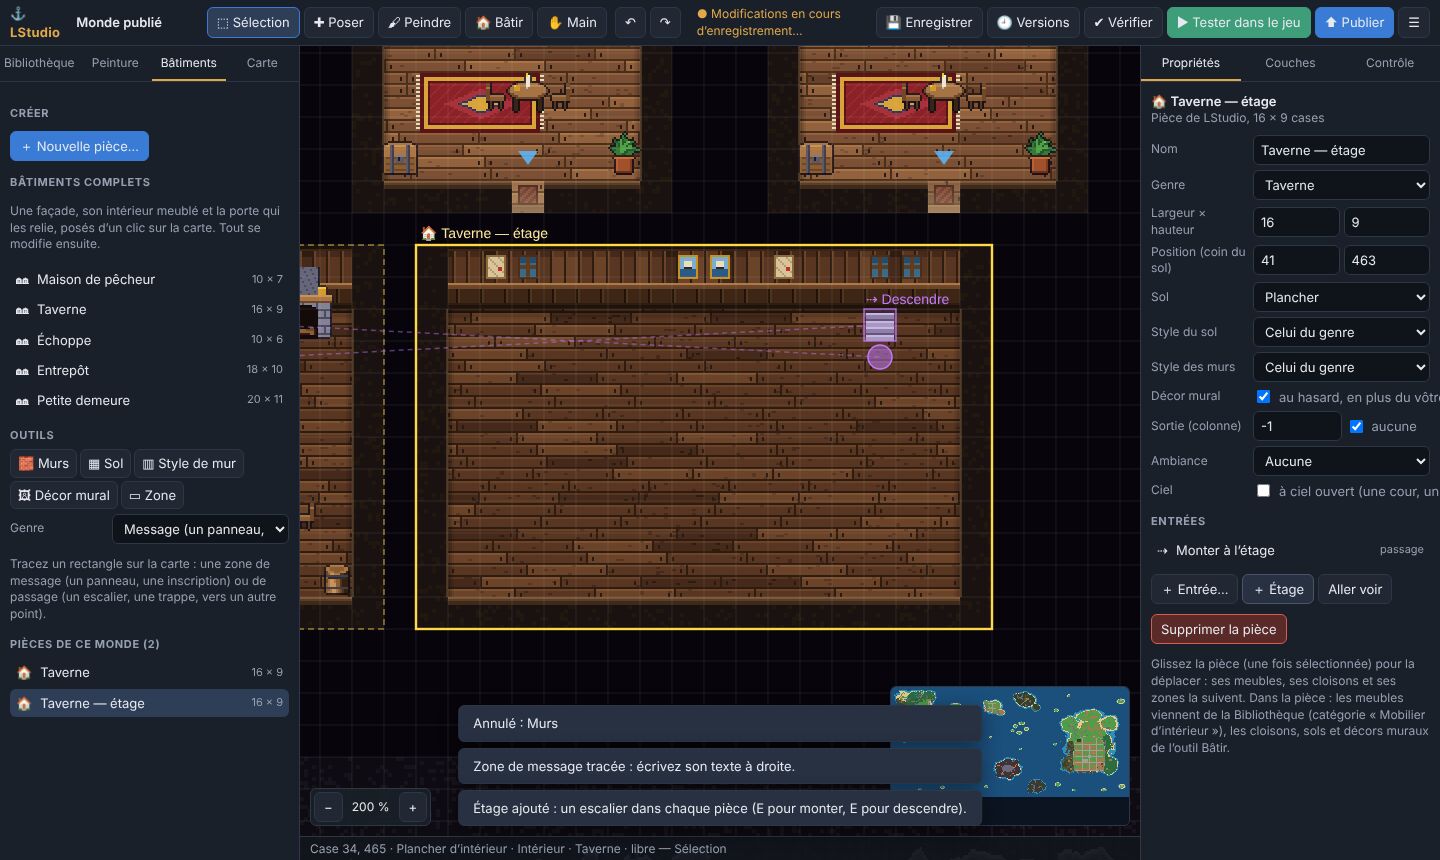 LStudio
Monde publié
Sélection
Poser
Peindre
Bâtir
Main
Modifications en cours
d'enregistrement…
Enregistrer
Versions
Vérifier
Tester dans le jeu
Publier
Bibliothèque
Peinture
Bâtiments
Carte
CRÉER
+ Nouvelle pièce…
BÂTIMENTS COMPLETS
Une façade, son intérieur meublé et la porte qui
les relie, posés d'un clic sur la carte. Tout se
modifie ensuite.
Maison de pêcheur 10 × 7
Taverne 16 × 9
Échoppe 10 × 6
Entrepôt 18 × 10
Petite demeure 20 × 11
OUTILS
Murs
Sol
Style de mur
Décor mural
Zone
Genre
Message (un panneau,
Tracez un rectangle sur la carte : une zone de
message (un panneau, une inscription) ou de
passage (un escalier, une trappe, vers un autre
point).
PIÈCES DE CE MONDE (2)
Taverne 16 × 9
Taverne — étage 16 × 9
Taverne — étage
⇢ Descendre
Annulé : Murs
Zone de message tracée : écrivez son texte à droite.
Étage ajouté : un escalier dans chaque pièce (E pour monter, E pour descendre).
− 200 % +
Case 34, 465 · Plancher d'intérieur · Intérieur · Taverne · libre — Sélection
Propriétés
Couches
Contrôle
Taverne — étage
Pièce de LStudio, 16 × 9 cases
Nom
Taverne — étage
Genre
Taverne
Largeur ×
hauteur
16
9
Position (coin du
sol)
41
463
Sol
Plancher
Style du sol
Celui du genre
Style des murs
Celui du genre
Décor mural
au hasard, en plus du vôtre
Sortie (colonne)
-1
aucune
Ambiance
Aucune
Ciel
à ciel ouvert (une cour, un
ENTRÉES
⇢ Monter à l'étage
passage
+ Entrée…
+ Étage
Aller voir
Supprimer la pièce
Glissez la pièce (une fois sélectionnée) pour la
déplacer : ses meubles, ses cloisons et ses
zones la suivent. Dans la pièce : les meubles
viennent de la Bibliothèque (catégorie « Mobilier
d'intérieur »), les cloisons, sols et décors muraux
de l'outil Bâtir.